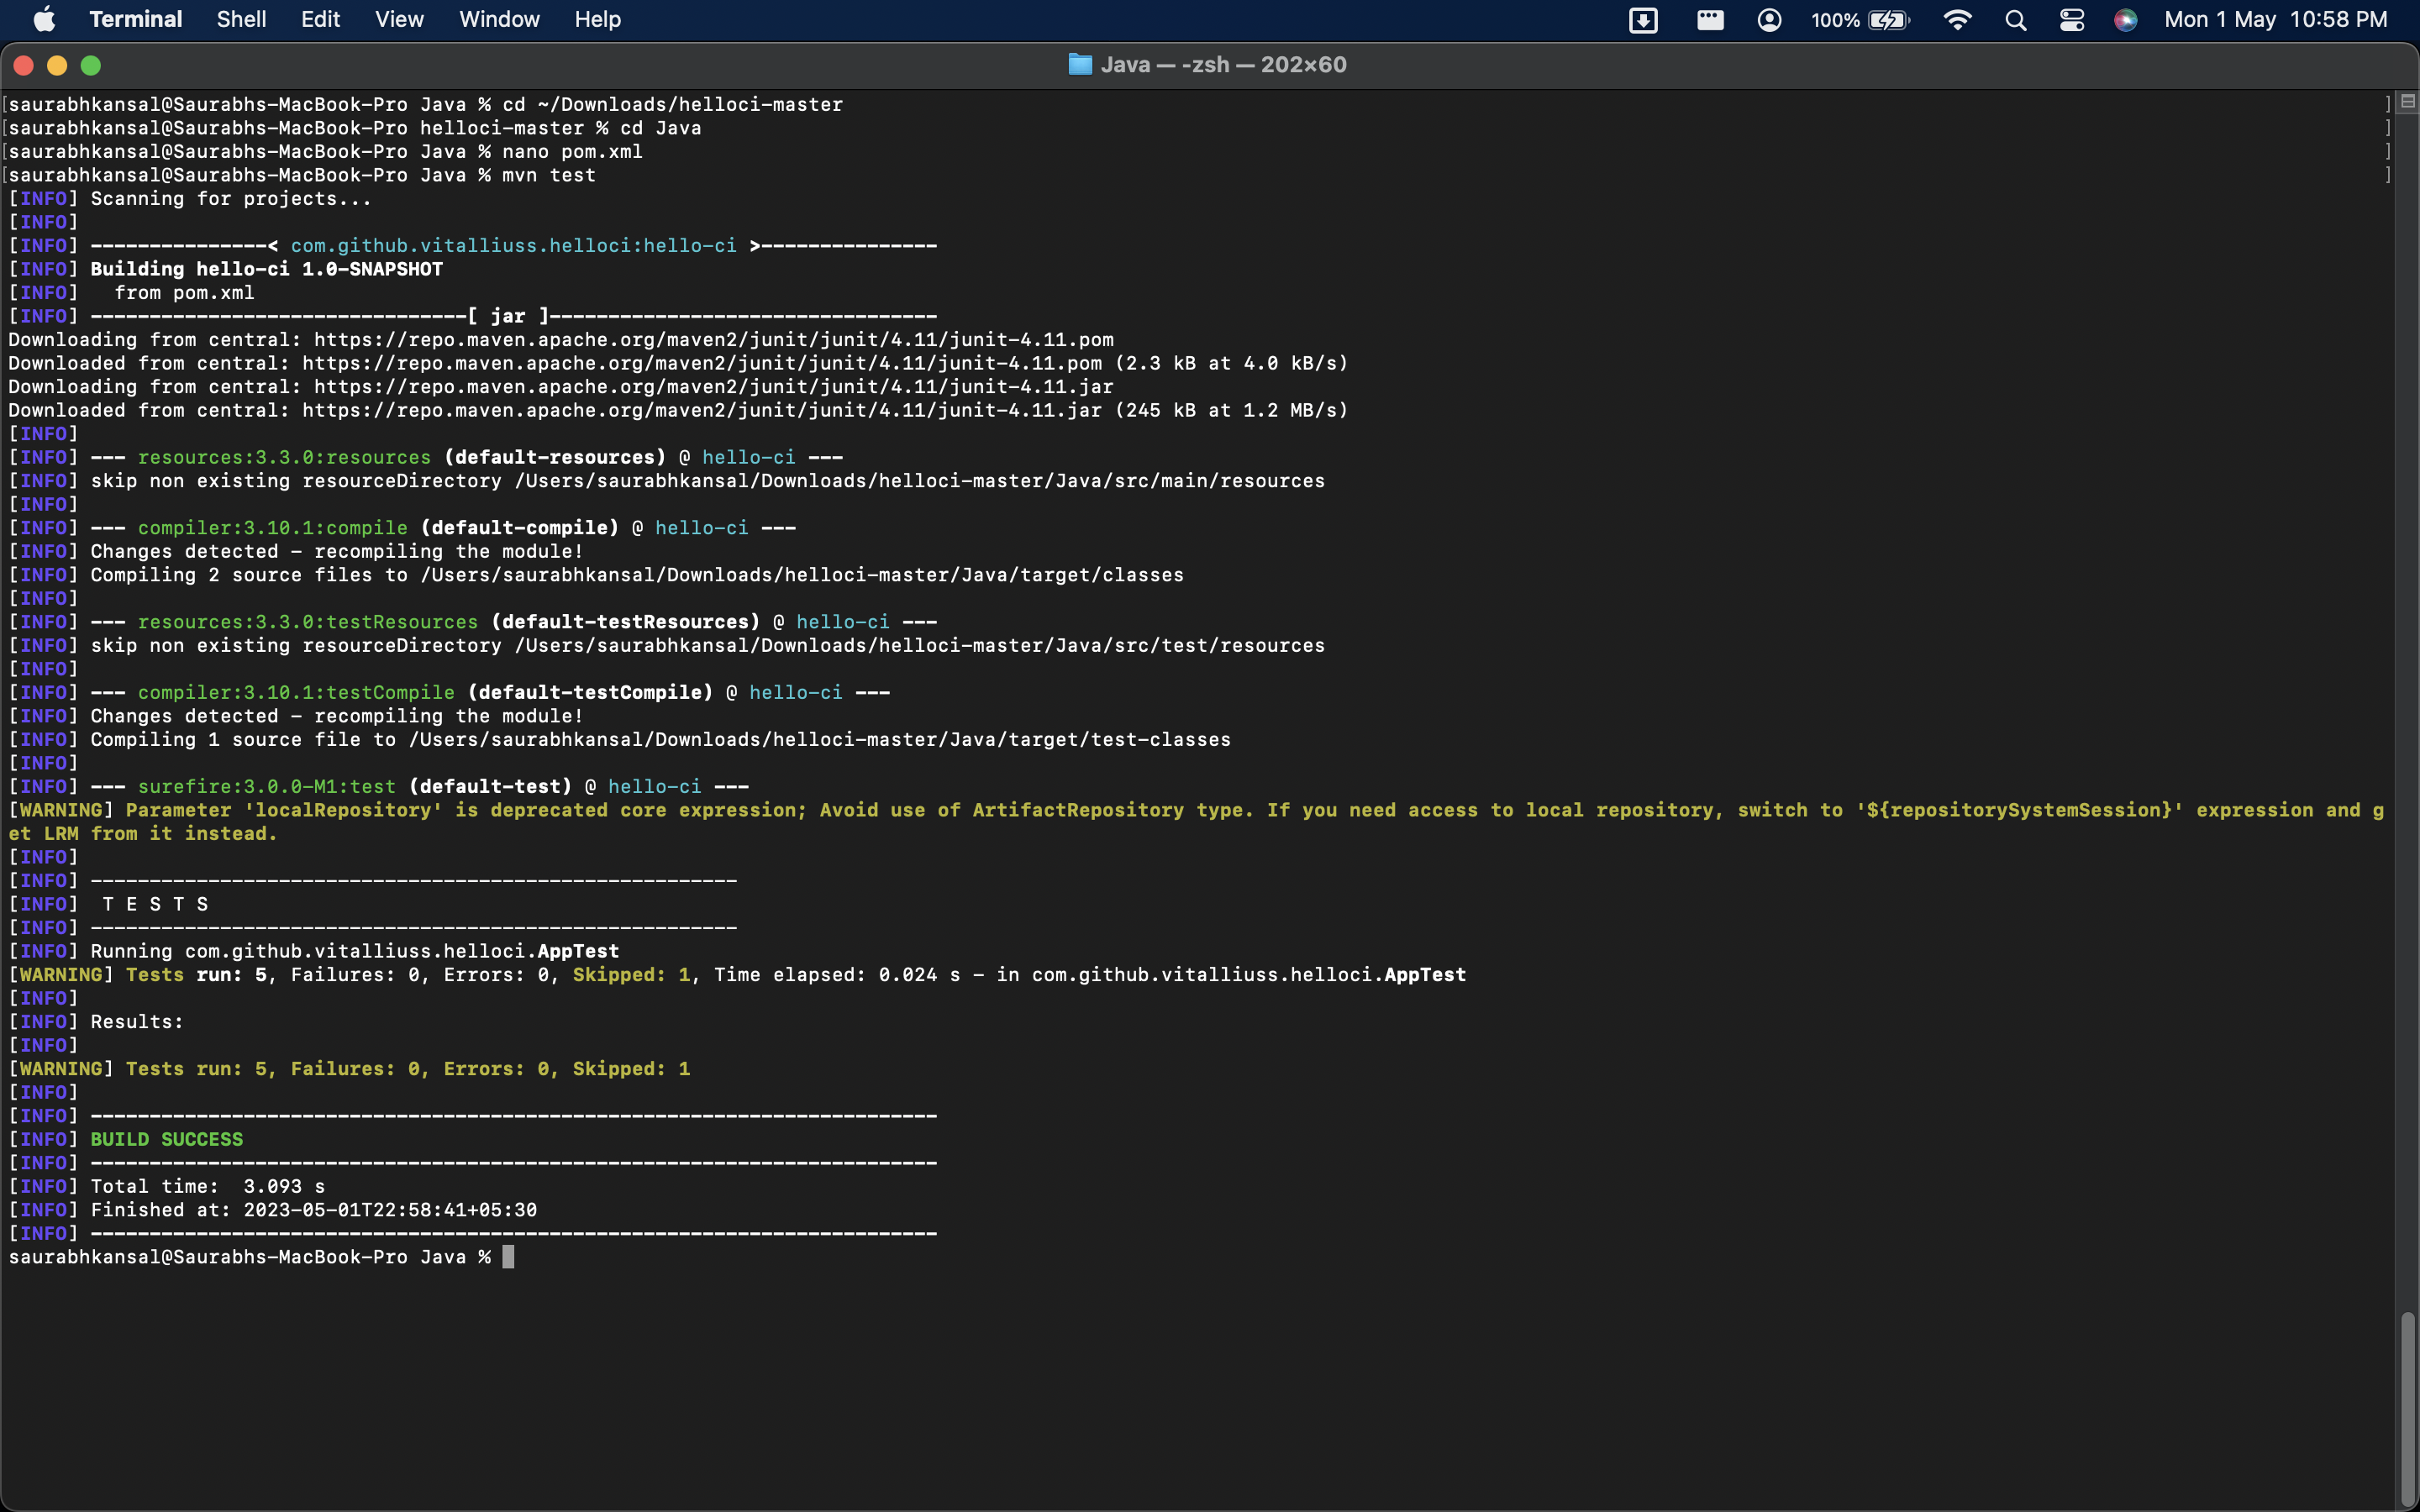 Terminal Shell Edit View Window Help 100% Mon 1 May 10:58 PM
Java — -zsh — 202×60
[saurabhkansal@Saurabhs-MacBook-Pro Java % cd ~/Downloads/helloci-master ]
[saurabhkansal@Saurabhs-MacBook-Pro helloci-master % cd Java ]
[saurabhkansal@Saurabhs-MacBook-Pro Java % nano pom.xml ]
[saurabhkansal@Saurabhs-MacBook-Pro Java % mvn test ]
[INFO] Scanning for projects...
[INFO]
[INFO] ---------------< com.github.vitalliuss.helloci:hello-ci >---------------
[INFO] Building hello-ci 1.0-SNAPSHOT
[INFO]   from pom.xml
[INFO] --------------------------------[ jar ]---------------------------------
Downloading from central: https://repo.maven.apache.org/maven2/junit/junit/4.11/junit-4.11.pom
Downloaded from central: https://repo.maven.apache.org/maven2/junit/junit/4.11/junit-4.11.pom (2.3 kB at 4.0 kB/s)
Downloading from central: https://repo.maven.apache.org/maven2/junit/junit/4.11/junit-4.11.jar
Downloaded from central: https://repo.maven.apache.org/maven2/junit/junit/4.11/junit-4.11.jar (245 kB at 1.2 MB/s)
[INFO]
[INFO] --- resources:3.3.0:resources (default-resources) @ hello-ci ---
[INFO] skip non existing resourceDirectory /Users/saurabhkansal/Downloads/helloci-master/Java/src/main/resources
[INFO]
[INFO] --- compiler:3.10.1:compile (default-compile) @ hello-ci ---
[INFO] Changes detected - recompiling the module!
[INFO] Compiling 2 source files to /Users/saurabhkansal/Downloads/helloci-master/Java/target/classes
[INFO]
[INFO] --- resources:3.3.0:testResources (default-testResources) @ hello-ci ---
[INFO] skip non existing resourceDirectory /Users/saurabhkansal/Downloads/helloci-master/Java/src/test/resources
[INFO]
[INFO] --- compiler:3.10.1:testCompile (default-testCompile) @ hello-ci ---
[INFO] Changes detected - recompiling the module!
[INFO] Compiling 1 source file to /Users/saurabhkansal/Downloads/helloci-master/Java/target/test-classes
[INFO]
[INFO] --- surefire:3.0.0-M1:test (default-test) @ hello-ci ---
[WARNING] Parameter 'localRepository' is deprecated core expression; Avoid use of ArtifactRepository type. If you need access to local repository, switch to '${repositorySystemSession}' expression and g
et LRM from it instead.
[INFO]
[INFO] -------------------------------------------------------
[INFO]  T E S T S
[INFO] -------------------------------------------------------
[INFO] Running com.github.vitalliuss.helloci.AppTest
[WARNING] Tests run: 5, Failures: 0, Errors: 0, Skipped: 1, Time elapsed: 0.024 s - in com.github.vitalliuss.helloci.AppTest
[INFO]
[INFO] Results:
[INFO]
[WARNING] Tests run: 5, Failures: 0, Errors: 0, Skipped: 1
[INFO]
[INFO] ------------------------------------------------------------------------
[INFO] BUILD SUCCESS
[INFO] ------------------------------------------------------------------------
[INFO] Total time:  3.093 s
[INFO] Finished at: 2023-05-01T22:58:41+05:30
[INFO] ------------------------------------------------------------------------
saurabhkansal@Saurabhs-MacBook-Pro Java %